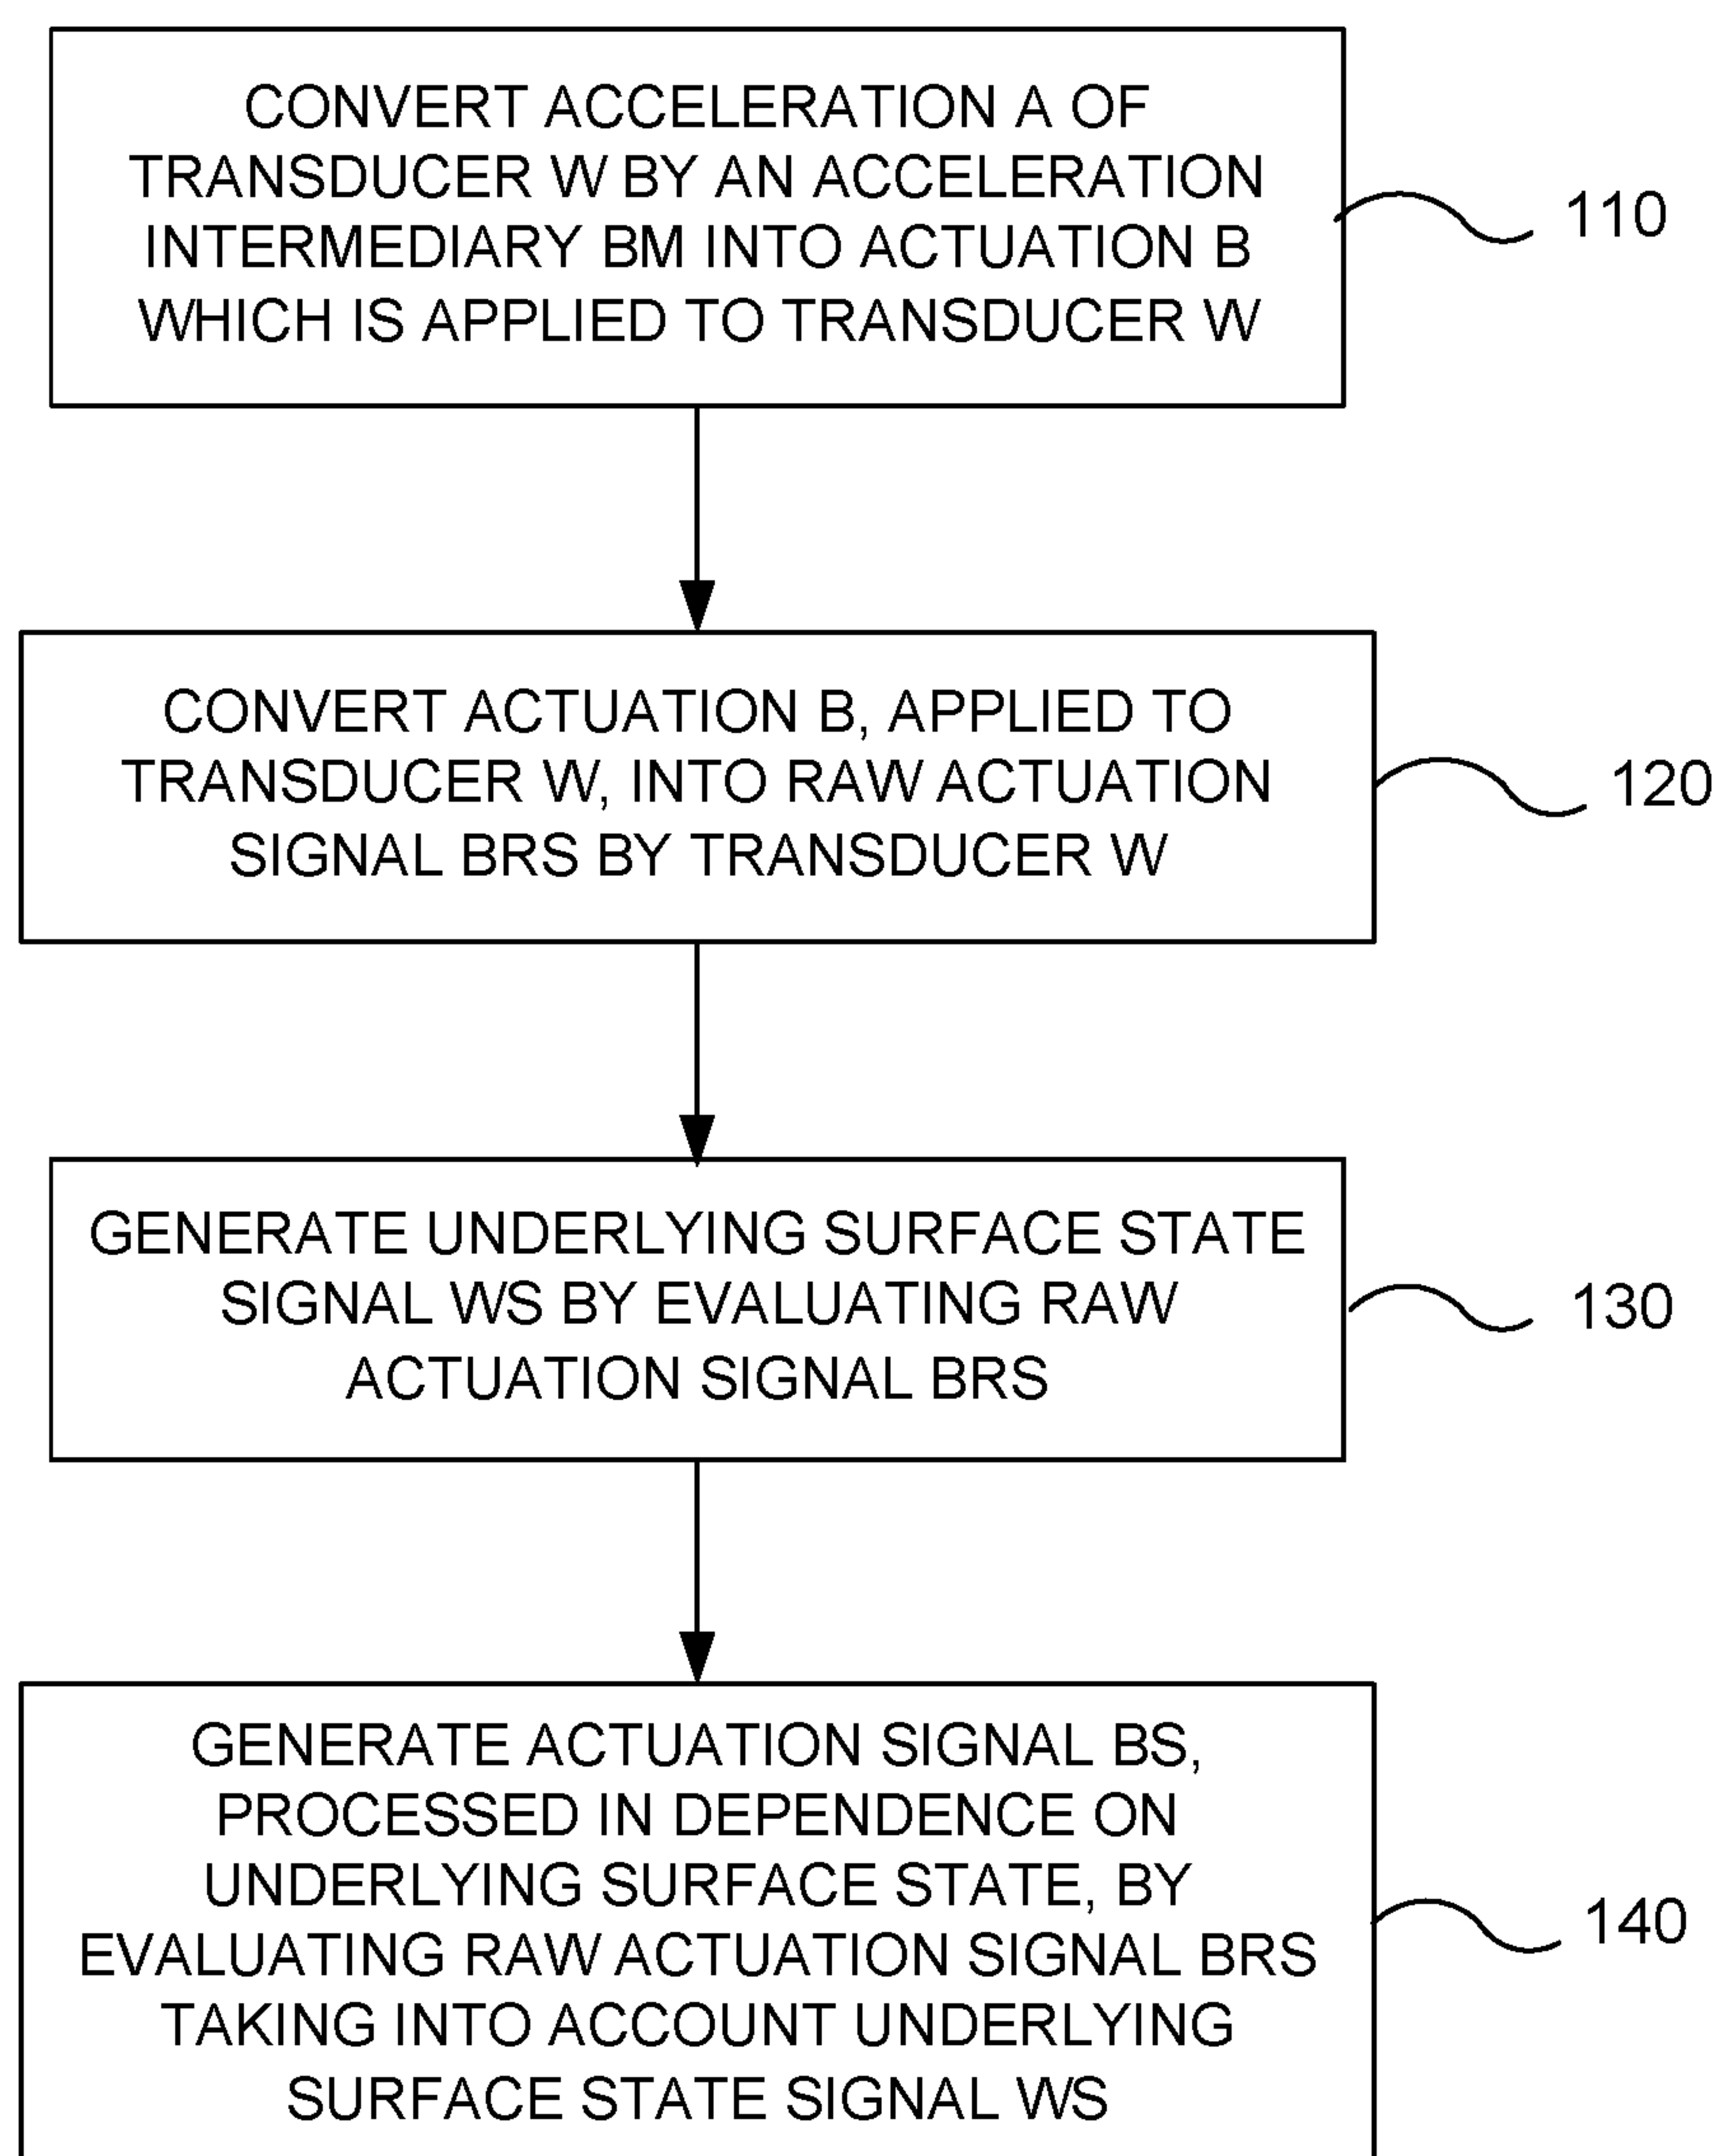 CONVERT ACCELERATION A OF
TRANSDUCER W BY AN ACCELERATION
INTERMEDIARY BM INTO ACTUATION B
WHICH IS APPLIED TO TRANSDUCER W
110
CONVERT ACTUATION B, APPLIED TO
TRANSDUCER W, INTO RAW ACTUATION
SIGNAL BRS BY TRANSDUCER W
120
GENERATE UNDERLYING SURFACE STATE
SIGNAL WS BY EVALUATING RAW
ACTUATION SIGNAL BRS
130
GENERATE ACTUATION SIGNAL BS,
PROCESSED IN DEPENDENCE ON
UNDERLYING SURFACE STATE, BY
EVALUATING RAW ACTUATION SIGNAL BRS
TAKING INTO ACCOUNT UNDERLYING
SURFACE STATE SIGNAL WS
140